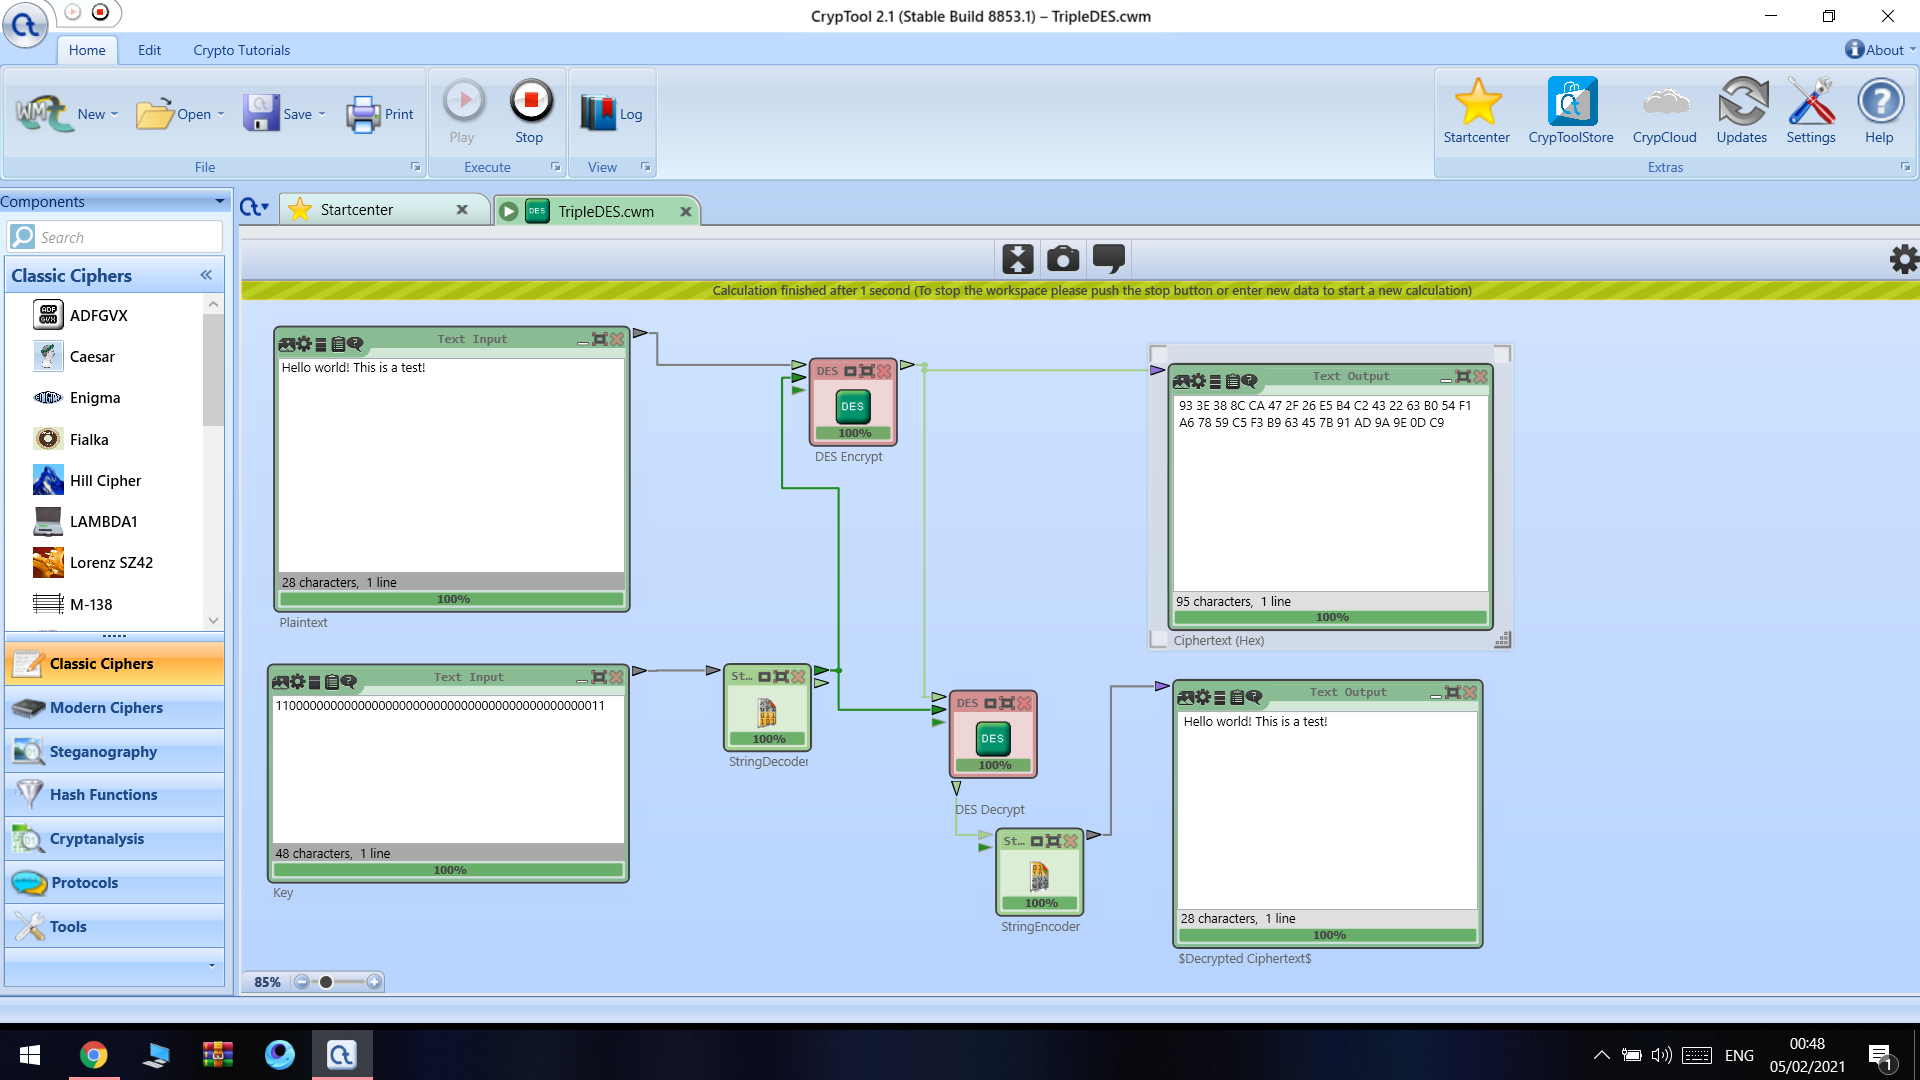 CrypTool 2.1 (Stable Build 8853.1) – TripleDES.cwm
Home Edit Crypto Tutorials About
New Open Save Print Play Stop Log
Startcenter CrypToolStore CrypCloud Updates Settings Help
File Execute View Extras
Components
Startcenter
DES TripleDES.cwm
Search
Classic Ciphers
Calculation finished after 1 second (To stop the workspace please push the stop button or enter new data to start a new calculation)
ADFGVX
Caesar
Enigma
Fialka
Hill Cipher
LAMBDA1
Lorenz SZ42
M-138
Classic Ciphers
Modern Ciphers
Steganography
Hash Functions
Cryptanalysis
Protocols
Tools
Text Input
Hello world! This is a test!
28 characters, 1 line
100%
Plaintext
DES
DES
100%
DES Encrypt
Text Output
93 3E 38 8C CA 47 2F 26 E5 B4 C2 43 22 63 B0 54 F1
A6 78 59 C5 F3 B9 63 45 7B 91 AD 9A 9E 0D C9
95 characters, 1 line
100%
Ciphertext (Hex)
Text Input
48 characters, 1 line
100%
Key
St...
100%
StringDecoder
DES
DES
100%
DES Decrypt
St...
100%
StringEncoder
Text Output
Hello world! This is a test!
28 characters, 1 line
100%
$Decrypted Ciphertext$
85%
ENG
00:48
05/02/2021
1